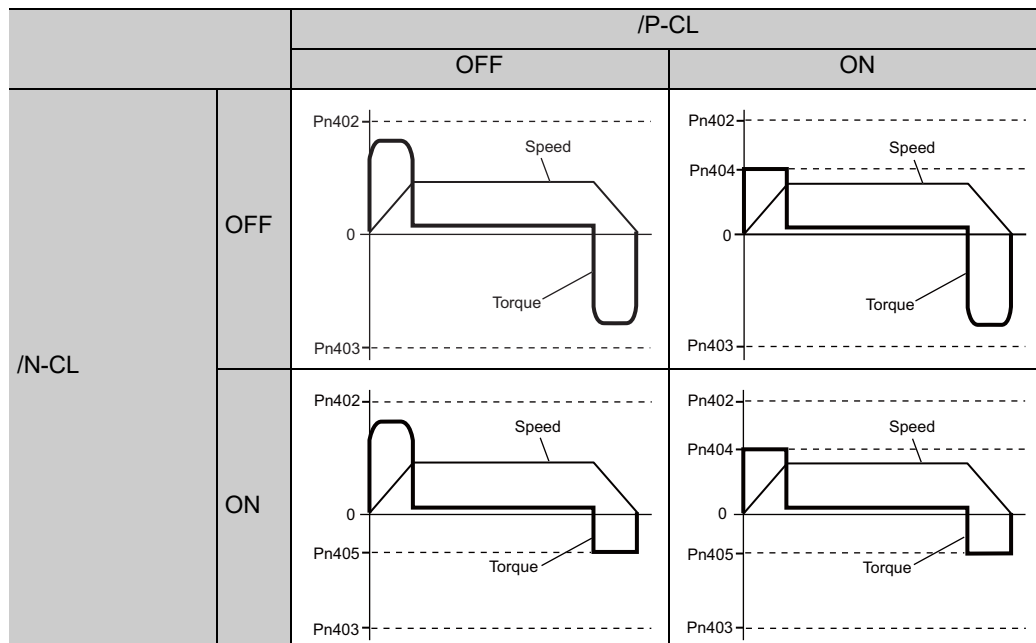 /P-CL
OFF
ON
/N-CL
OFF
Pn402
Speed
0
Torque
Pn403
Pn402
Pn404
Speed
0
Torque
Pn403
ON
Pn402
Speed
0
Pn405
Torque
Pn403
Pn402
Pn404
Speed
0
Pn405
Torque
Pn403